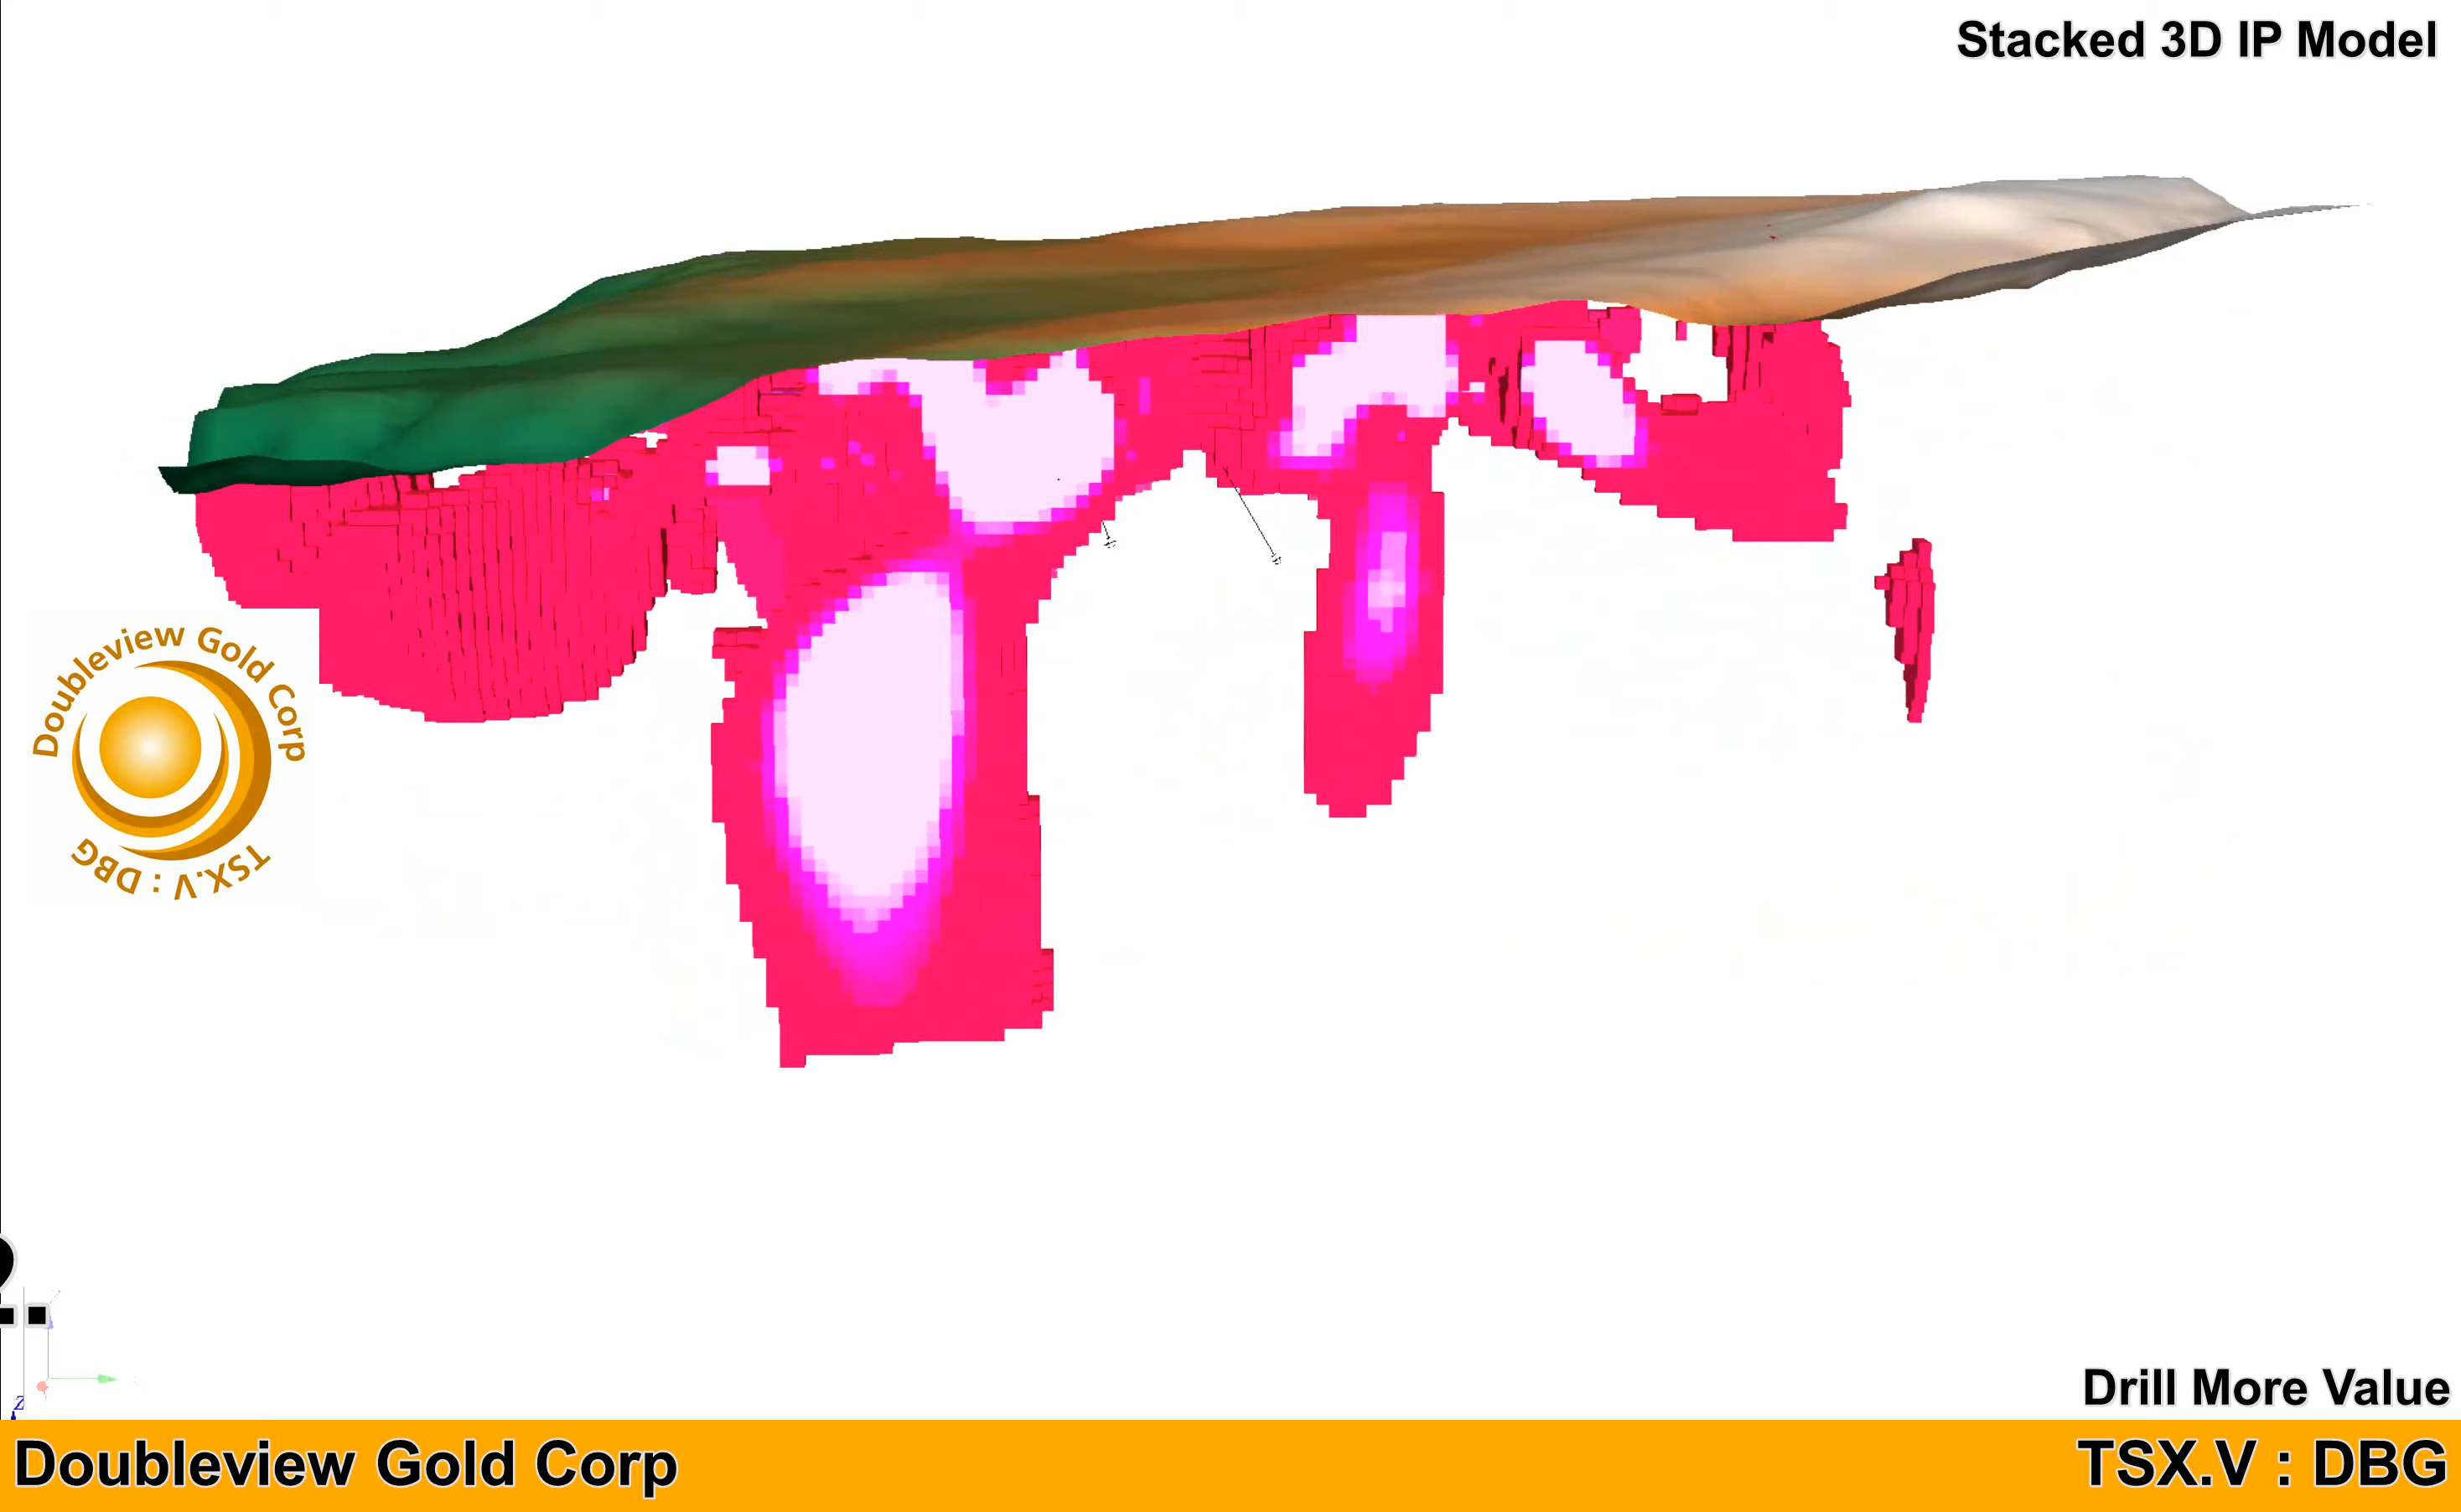 Stacked 3D IP Model
Doubleview Gold Corp
TSX.V : DBG
Z
Drill More Value
Doubleview Gold Corp
TSX.V : DBG